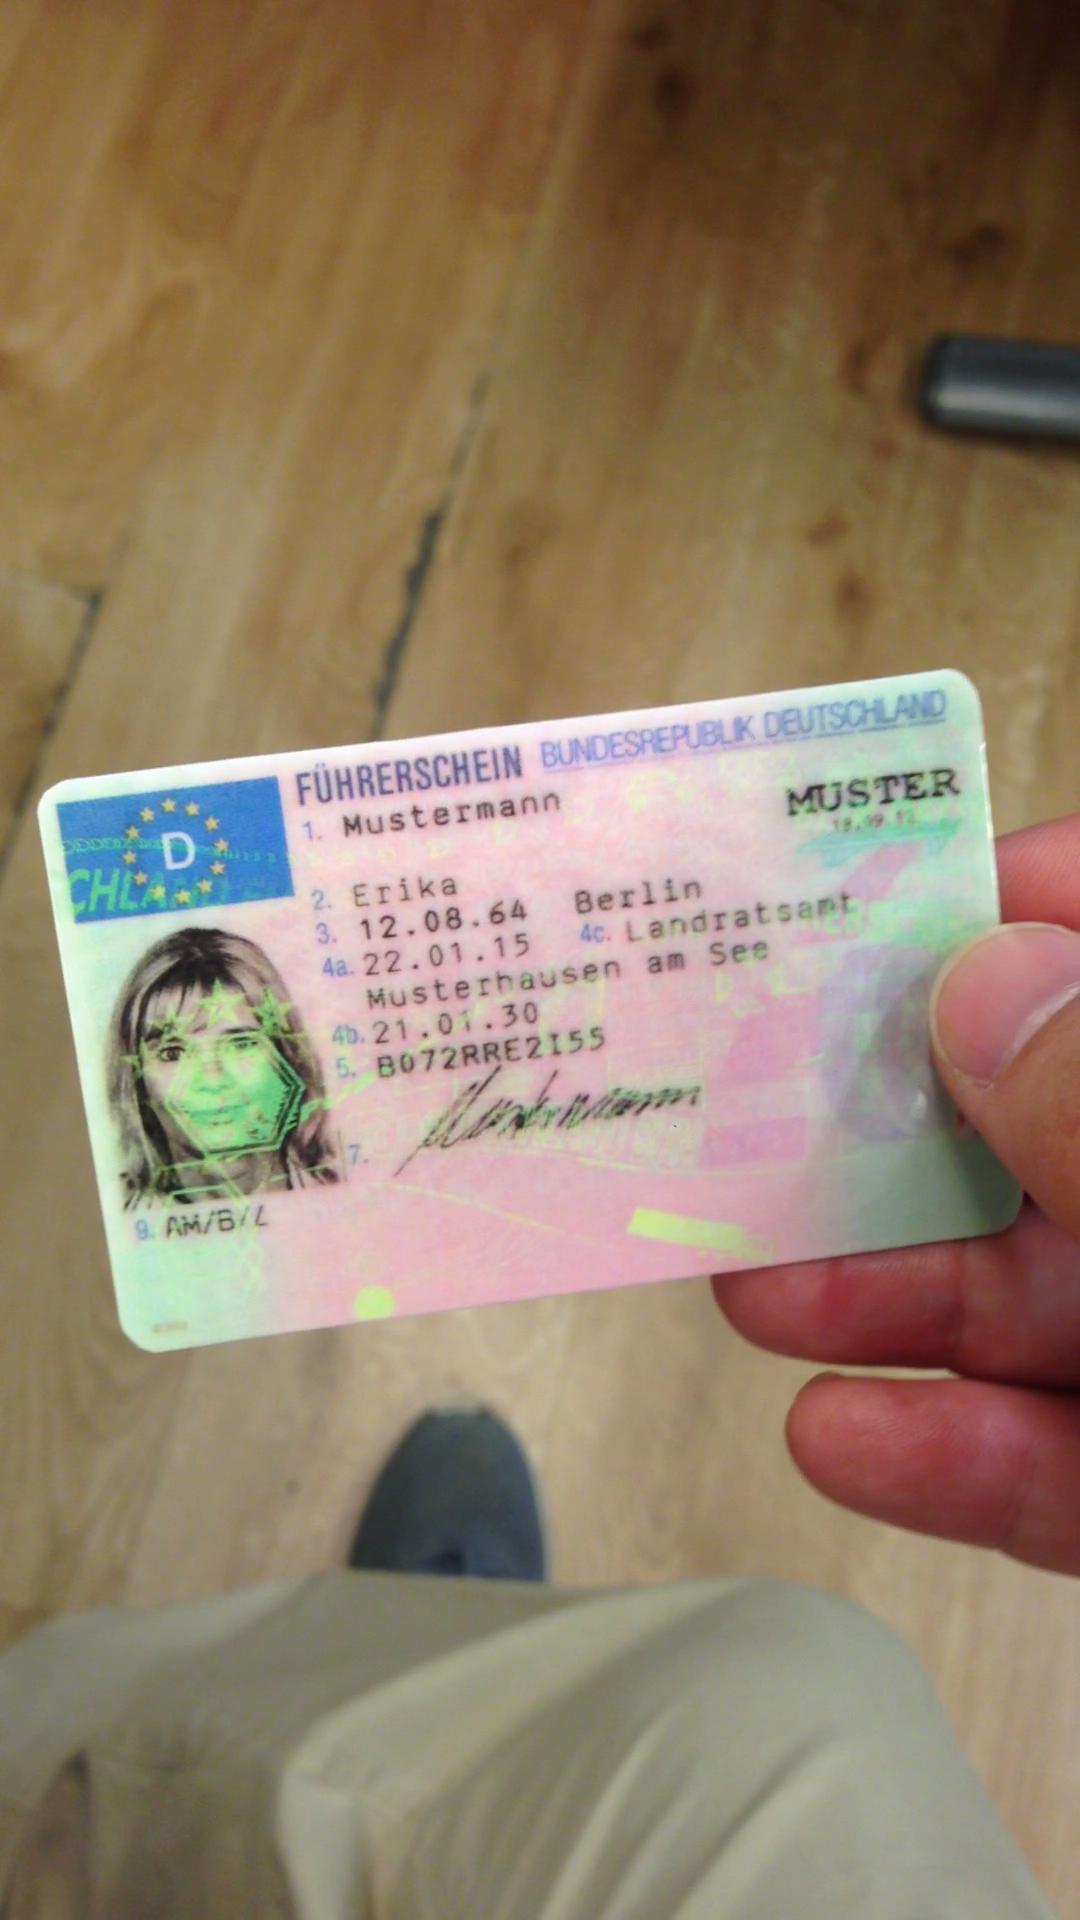 FÜHRERSCHEIN BUNDESREPUBLIK DEUTSCHLAND
D
1. Mustermann
MUSTER
2. Erika
3. 12.08.64 Berlin
4a. 22.01.15 4c. Landratsamt
Musterhausen am See
4b. 21.01.30
5. B072RRE2I55
7. Mustermann
9. AM/B/L